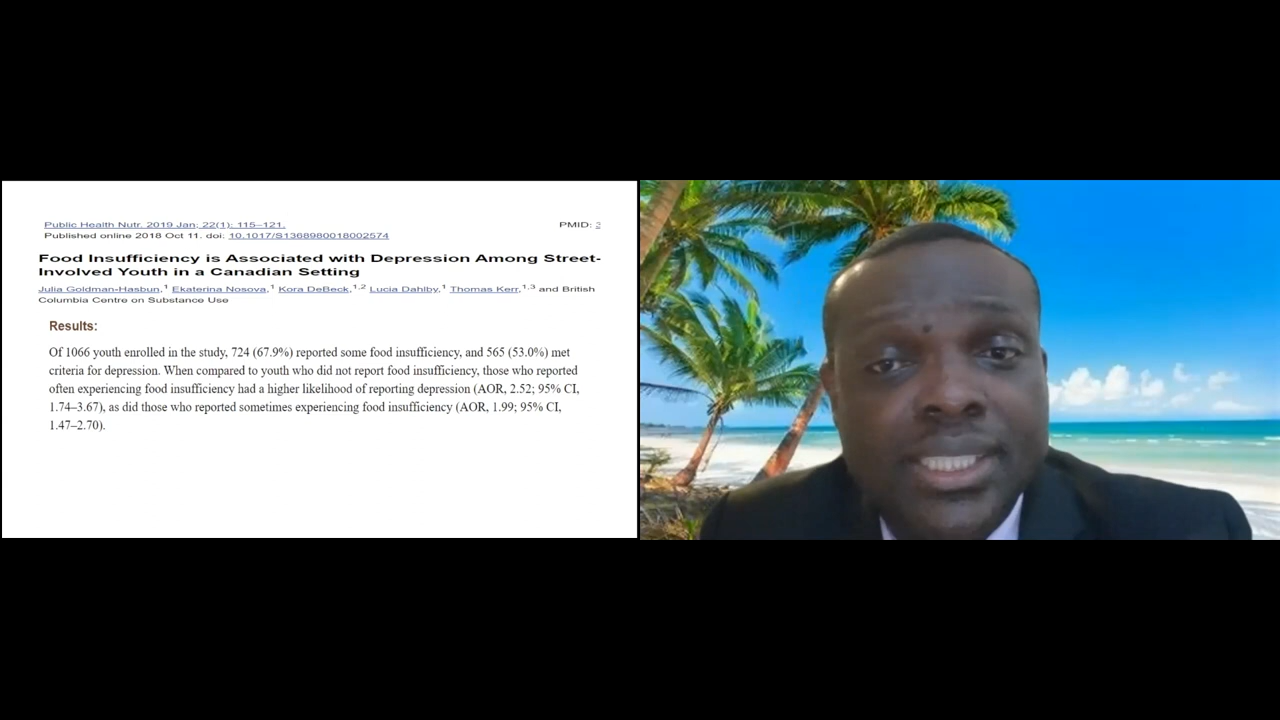 Public Health Nutr. 2019 Jan; 22(1): 115–121.
PMID: 3
Published online 2018 Oct 11. doi: 10.1017/S1368980018002574
Food Insufficiency is Associated with Depression Among Street-
Involved Youth in a Canadian Setting
Julia Goldman-Hasbun,1 Ekaterina Nosova,1 Kora DeBeck,1,2 Lucia Dahlby,1 Thomas Kerr,1,3 and British
Columbia Centre on Substance Use
Results:
Of 1066 youth enrolled in the study, 724 (67.9%) reported some food insufficiency, and 565 (53.0%) met
criteria for depression. When compared to youth who did not report food insufficiency, those who reported
often experiencing food insufficiency had a higher likelihood of reporting depression (AOR, 2.52; 95% CI,
1.74–3.67), as did those who reported sometimes experiencing food insufficiency (AOR, 1.99; 95% CI,
1.47–2.70).